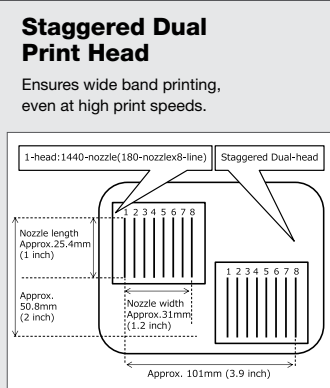 Staggered Dual
Print Head
Ensures wide band printing,
even at high print speeds.
1-head:1440-nozzle(180-nozzlex8-line)
Staggered Dual-head
1 2 3 4 5 6 7 8
Nozzle length
Approx.25.4mm
(1 inch)
Approx.
50.8mm
(2 inch)
Nozzle width
Approx.31mm
(1.2 inch)
1 2 3 4 5 6 7 8
Approx. 101mm (3.9 inch)